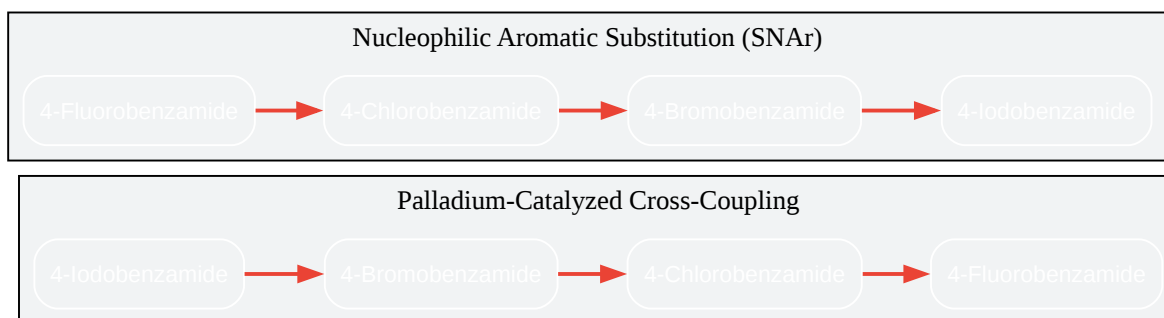 Nucleophilic Aromatic Substitution (SNAr)
4-Fluorobenzamide 4-Chlorobenzamide 4-Bromobenzamide 4-Iodobenzamide
Palladium-Catalyzed Cross-Coupling
4-Iodobenzamide 4-Bromobenzamide 4-Chlorobenzamide 4-Fluorobenzamide